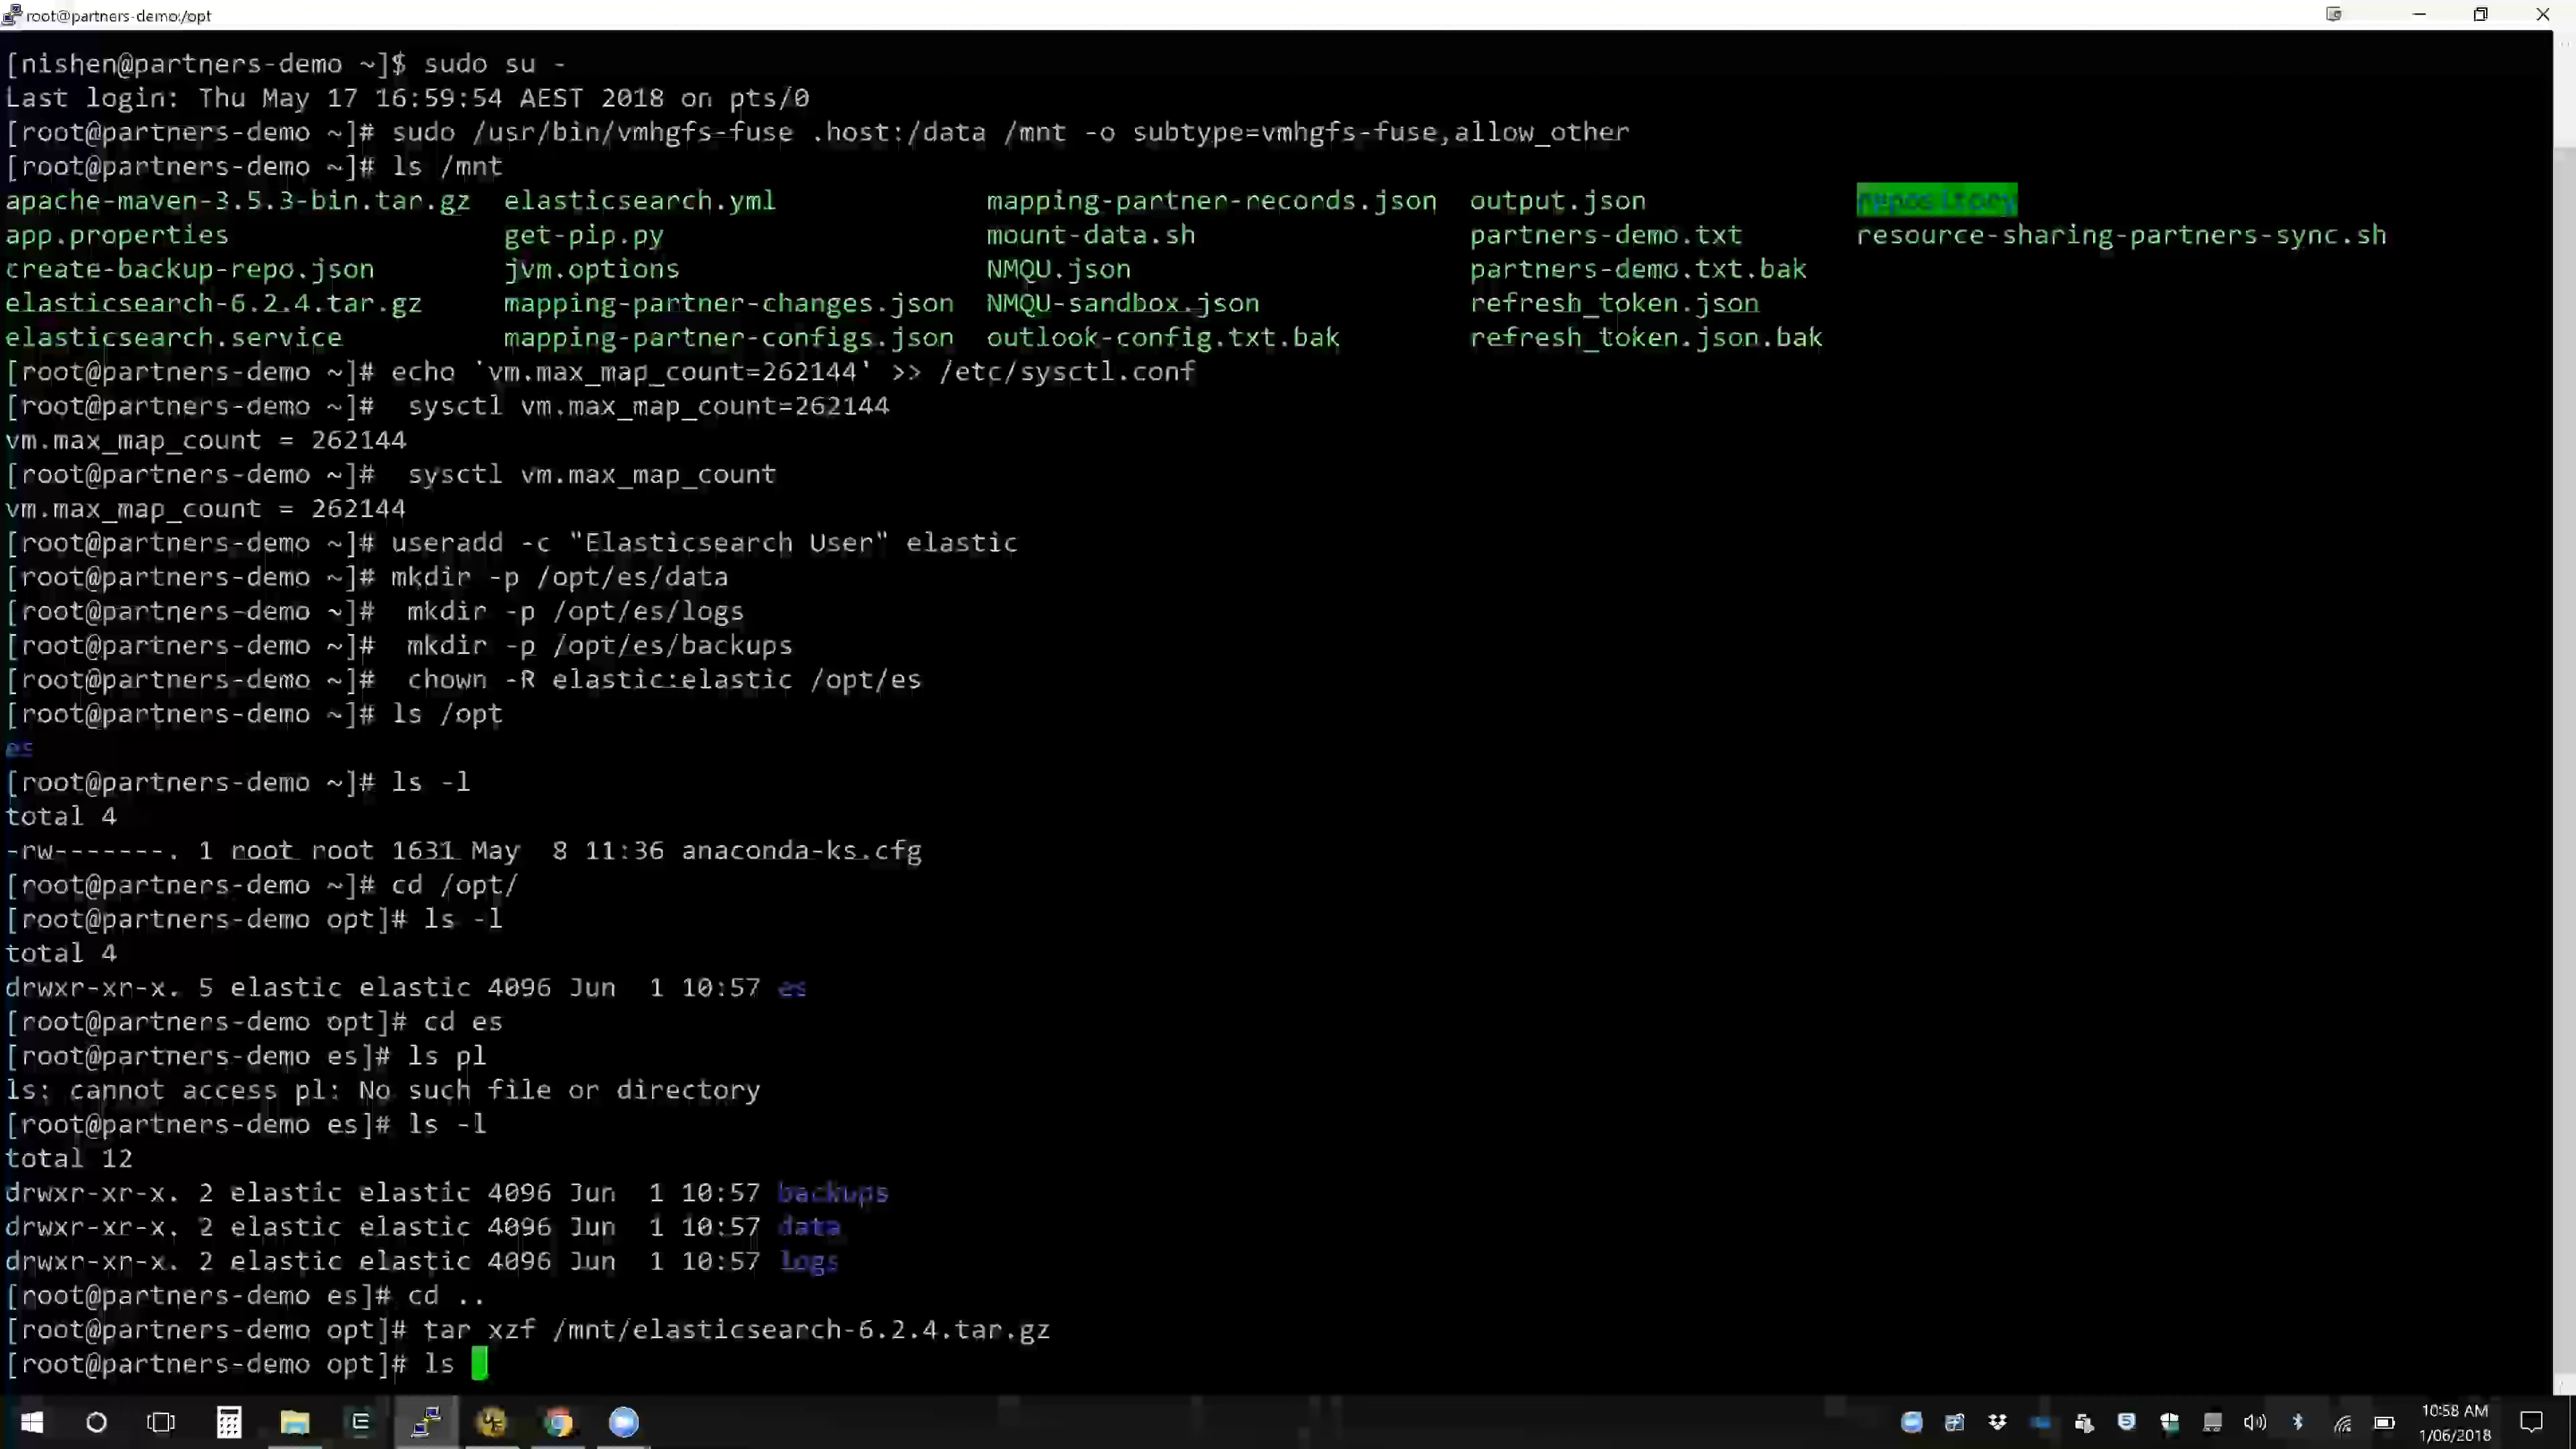 root@partners-demo:/opt
[nishen@partners-demo ~]$ sudo su -
Last login: Thu May 17 16:59:54 AEST 2018 on pts/0
[root@partners-demo ~]# sudo /usr/bin/vmhgfs-fuse .host:/data /mnt -o subtype=vmhgfs-fuse,allow_other
[root@partners-demo ~]# ls /mnt
apache-maven-3.5.3-bin.tar.gz elasticsearch.yml mapping-partner-records.json output.json repository
app.properties get-pip.py mount-data.sh partners-demo.txt resource-sharing-partners-sync.sh
create-backup-repo.json jvm.options NMQU.json partners-demo.txt.bak
elasticsearch-6.2.4.tar.gz mapping-partner-changes.json NMQU-sandbox.json refresh_token.json
elasticsearch.service mapping-partner-configs.json outlook-config.txt.bak refresh_token.json.bak
[root@partners-demo ~]# echo `vm.max_map_count=262144' >> /etc/sysctl.conf
[root@partners-demo ~]#  sysctl vm.max_map_count=262144
vm.max_map_count = 262144
[root@partners-demo ~]#  sysctl vm.max_map_count
vm.max_map_count = 262144
[root@partners-demo ~]# useradd -c "Elasticsearch User" elastic
[root@partners-demo ~]# mkdir -p /opt/es/data
[root@partners-demo ~]#  mkdir -p /opt/es/logs
[root@partners-demo ~]#  mkdir -p /opt/es/backups
[root@partners-demo ~]#  chown -R elastic:elastic /opt/es
[root@partners-demo ~]# ls /opt
es
[root@partners-demo ~]# ls -l
total 4
-rw-------. 1 root root 1631 May  8 11:36 anaconda-ks.cfg
[root@partners-demo ~]# cd /opt/
[root@partners-demo opt]# ls -l
total 4
drwxr-xr-x. 5 elastic elastic 4096 Jun  1 10:57 es
[root@partners-demo opt]# cd es
[root@partners-demo es]# ls pl
ls: cannot access pl: No such file or directory
[root@partners-demo es]# ls -l
total 12
drwxr-xr-x. 2 elastic elastic 4096 Jun  1 10:57 backups
drwxr-xr-x. 2 elastic elastic 4096 Jun  1 10:57 data
drwxr-xr-x. 2 elastic elastic 4096 Jun  1 10:57 logs
[root@partners-demo es]# cd ..
[root@partners-demo opt]# tar xzf /mnt/elasticsearch-6.2.4.tar.gz
[root@partners-demo opt]# ls
10:58 AM
1/06/2018